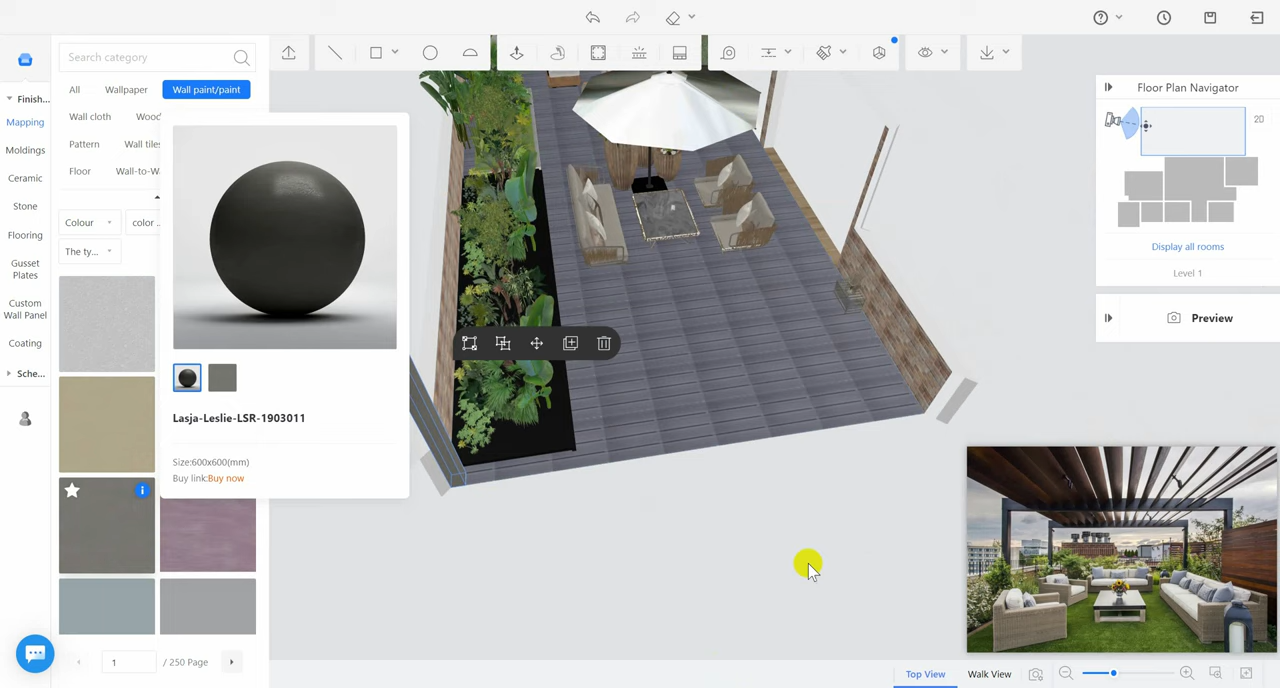 Search category
All Wallpaper Wall paint/paint
Wall cloth
Pattern Wall tiles
Floor Wall-to-W
Colour color ...
The ty...
Finish...
Mapping
Moldings
Ceramic
Stone
Flooring
Gusset
Plates
Custom
Wall Panel
Coating
Sche...
Lasja-Leslie-LSR-1903011
Size:600x600(mm)
Buy link:Buy now
1 / 250 Page
Floor Plan Navigator
2D
Display all rooms
Level 1
Preview
Top View Walk View